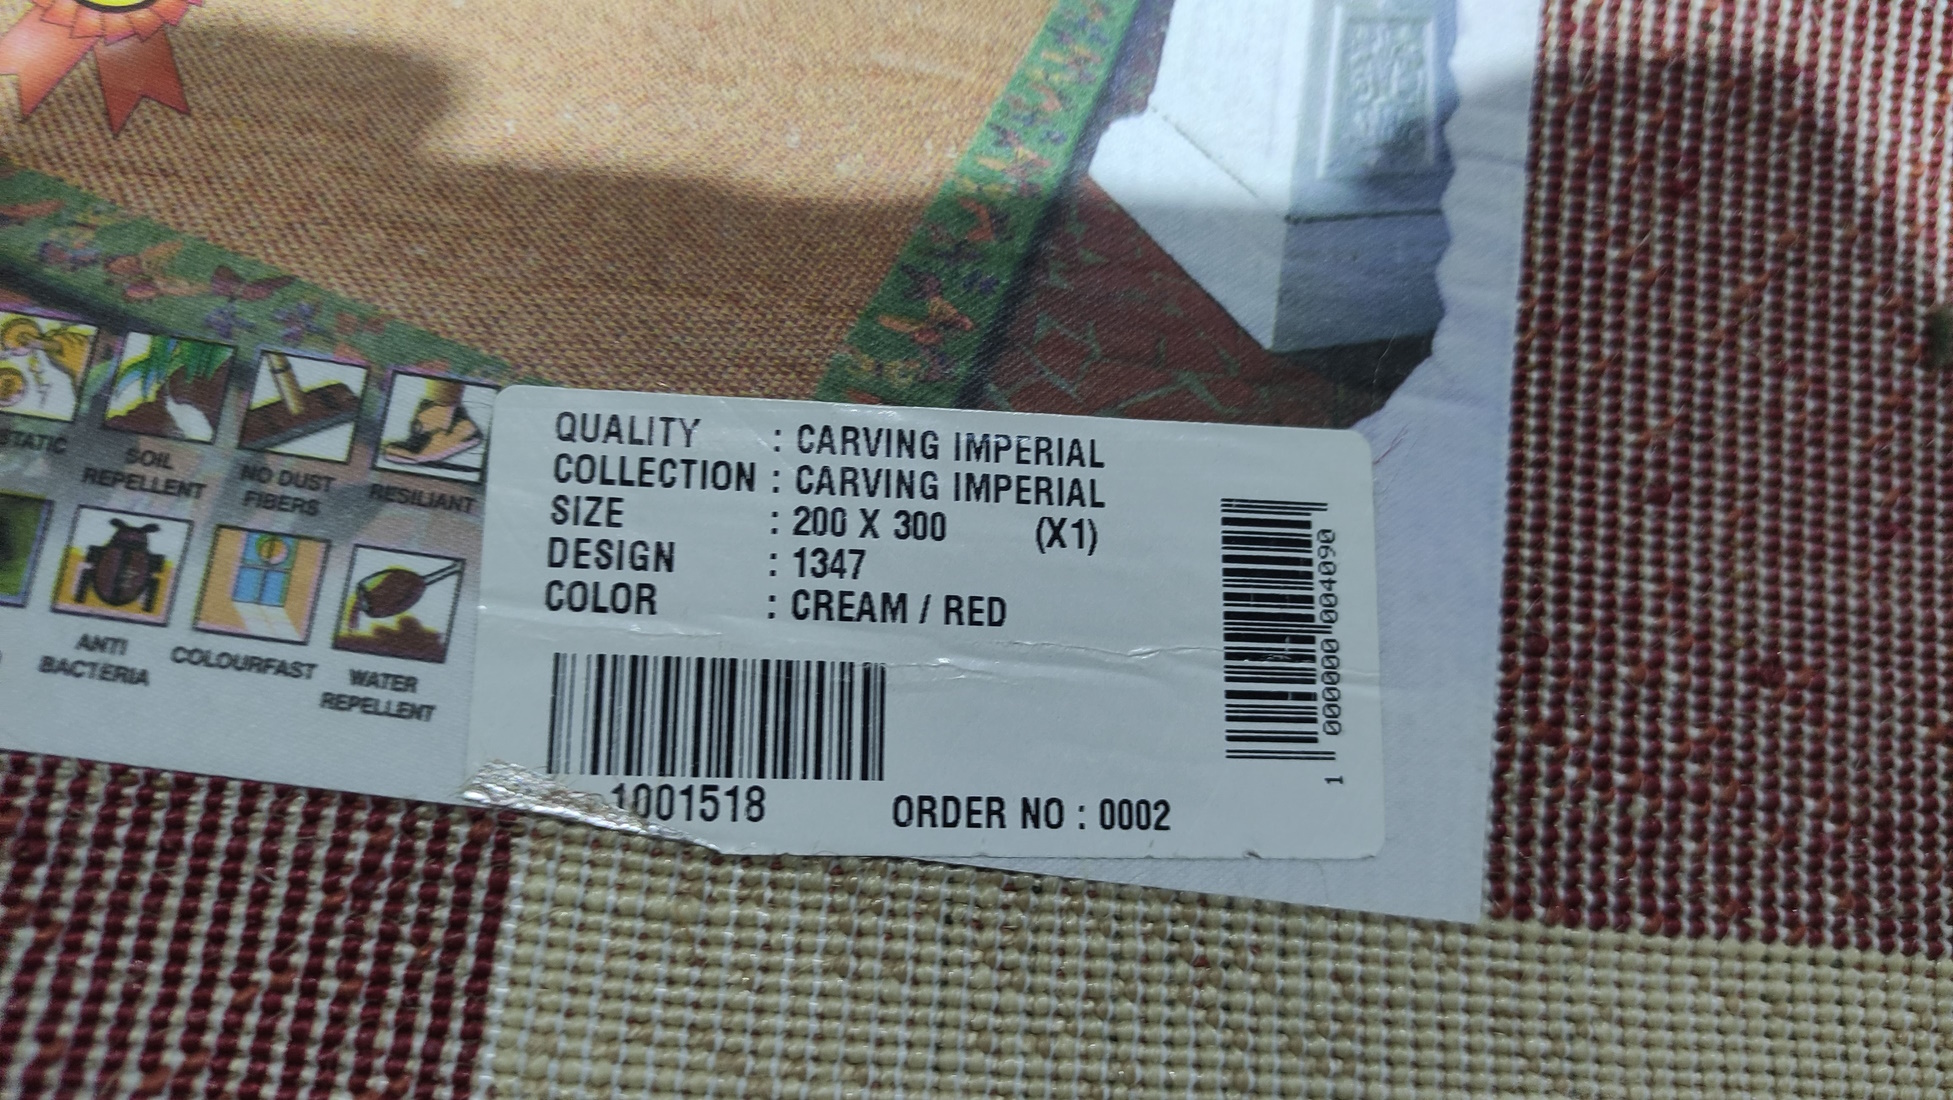 STATIC
SOIL
REPELLENT
NO DUST
FIBERS
RESILIANT
ANTI
BACTERIA
COLOURFAST
WATER
REPELLENT
QUALITY : CARVING IMPERIAL
COLLECTION : CARVING IMPERIAL
SIZE : 200 X 300 (X1)
DESIGN : 1347
COLOR : CREAM / RED
1001518
ORDER NO : 0002
1 000000 004090